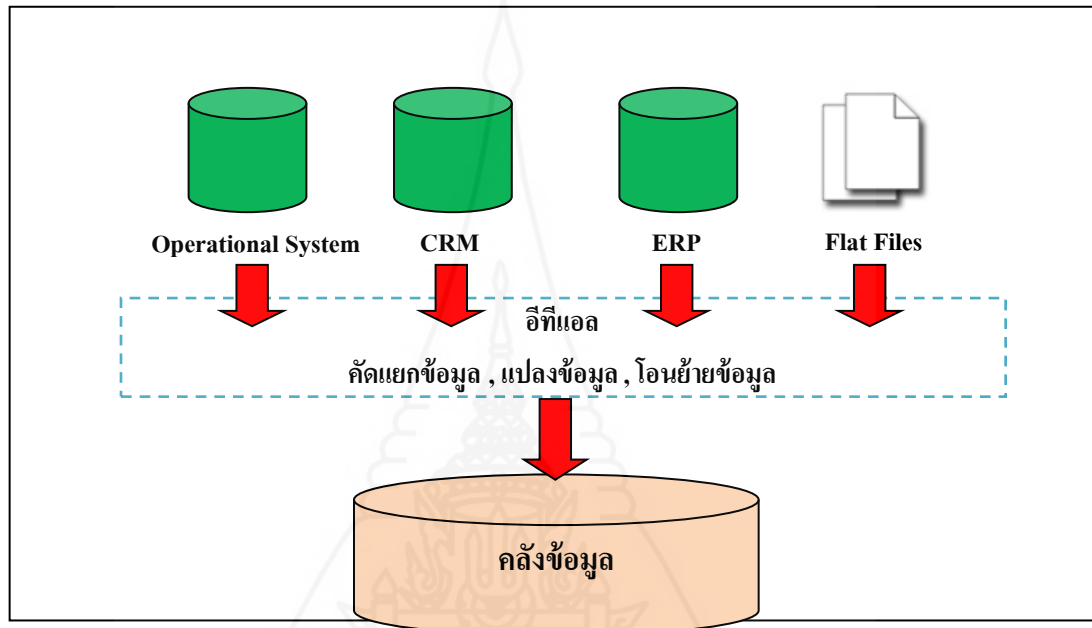 Operational System CRM ERP Flat Files
อีทีแอล
คัดแยกข้อมูล , แปลงข้อมูล , โอนย้ายข้อมูล
คลังข้อมูล